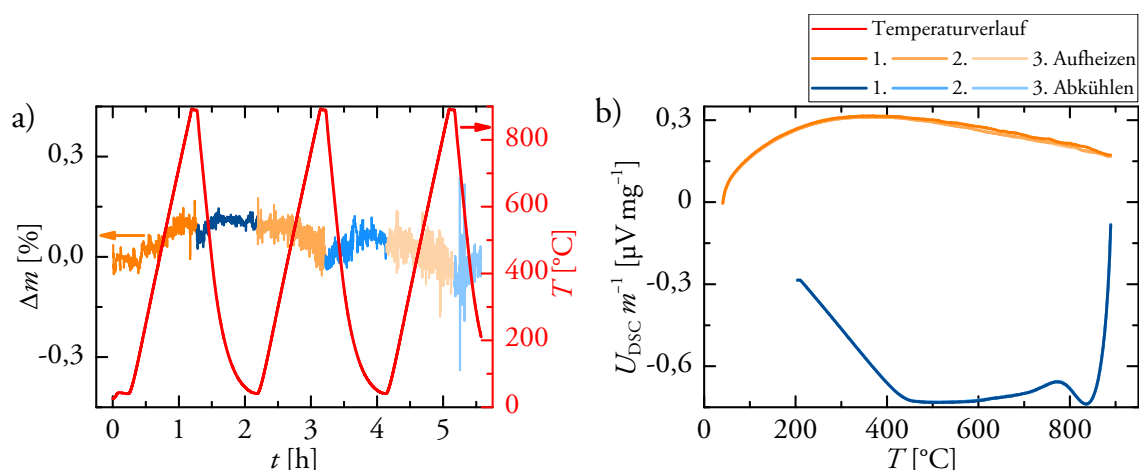 Temperaturverlauf
1. 2. 3. Aufheizen
1. 2. 3. Abkühlen
a)
Δm [%]
0,3
0,0
-0,3
0 1 2 3 4 5
t [h]
800
600
400
200
0
T [°C]
b)
U_DSC m⁻¹ [µV mg⁻¹]
0,3
0
-0,3
-0,6
0 200 400 600 800
T [°C]